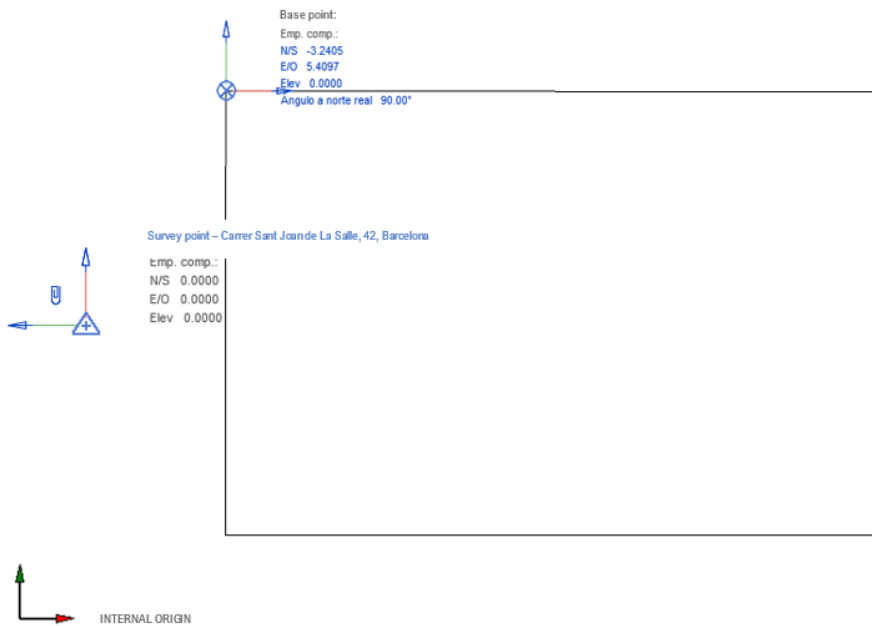 Base point:
Emp. comp.:
N/S -3.2405
E/O 5.4097
Elev 0.0000
Angulo a norte real 90.00°
Survey point – Carrer Sant Joan de La Salle, 42, Barcelona
Emp. comp.:
N/S 0.0000
E/O 0.0000
Elev 0.0000
INTERNAL ORIGIN